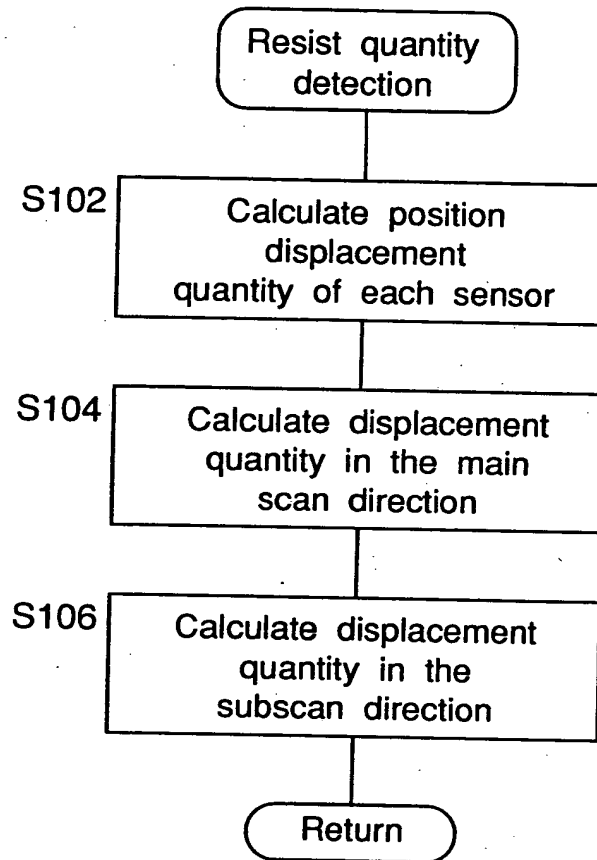 Resist quantity
detection
S102
Calculate position
displacement
quantity of each sensor
S104
Calculate displacement
quantity in the main
scan direction
S106
Calculate displacement
quantity in the
subscan direction
Return